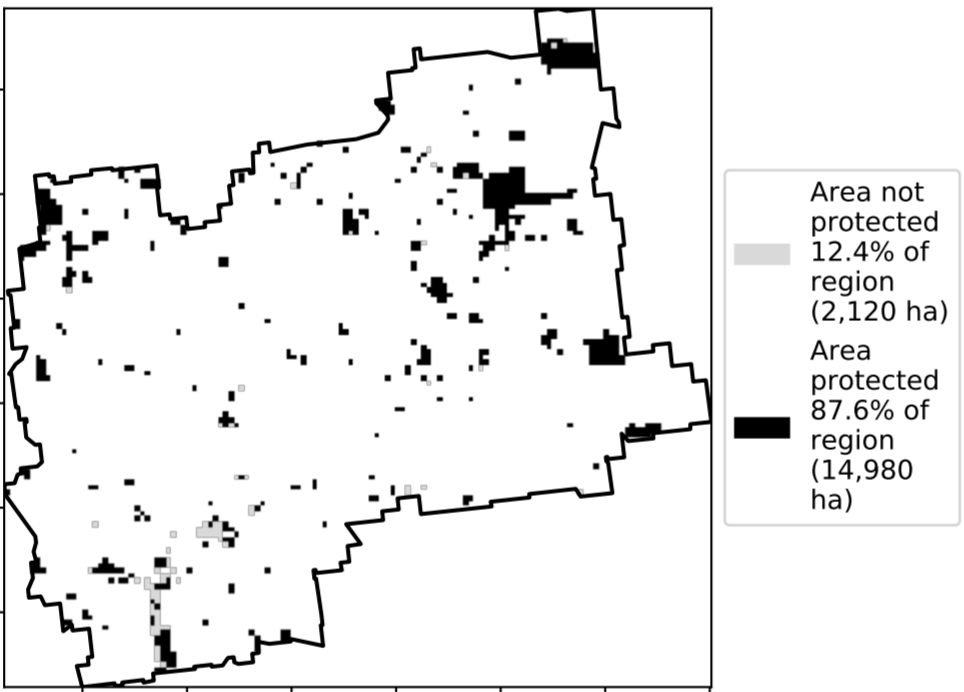 Area not
protected
12.4% of
region
(2,120 ha)
Area
protected
87.6% of
region
(14,980
ha)